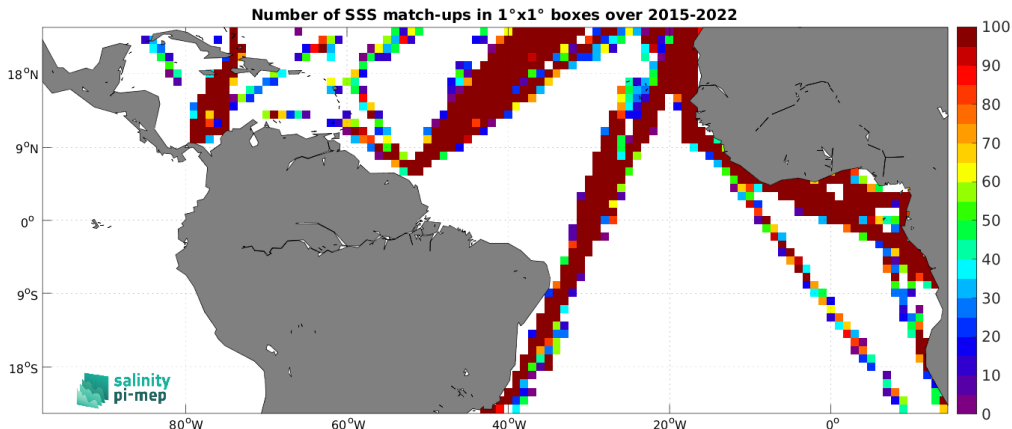 Number of SSS match-ups in 1°x1° boxes over 2015-2022
100
90
80
70
60
50
40
30
20
10
0
18°N
9°N
0°
9°S
18°S
80°W
60°W
40°W
20°W
0°
salinity
pi-mep